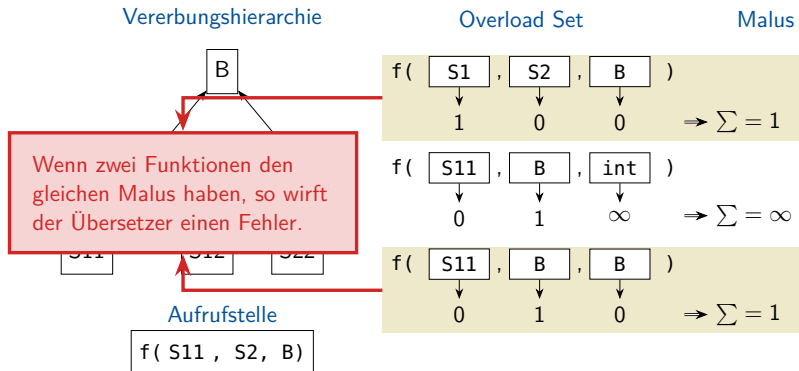 Vererbungshierarchie
Overload Set
Malus
B
f( S1 , S2 , B )
1 0 0 ⇒ ∑ = 1
Wenn zwei Funktionen den
gleichen Malus haben, so wirft
der Übersetzer einen Fehler.
f( S11 , B , int )
0 1 ∞ ⇒ ∑ = ∞
S11 S12 S22
f( S11 , B , B )
0 1 0 ⇒ ∑ = 1
Aufrufstelle
f( S11 , S2, B)